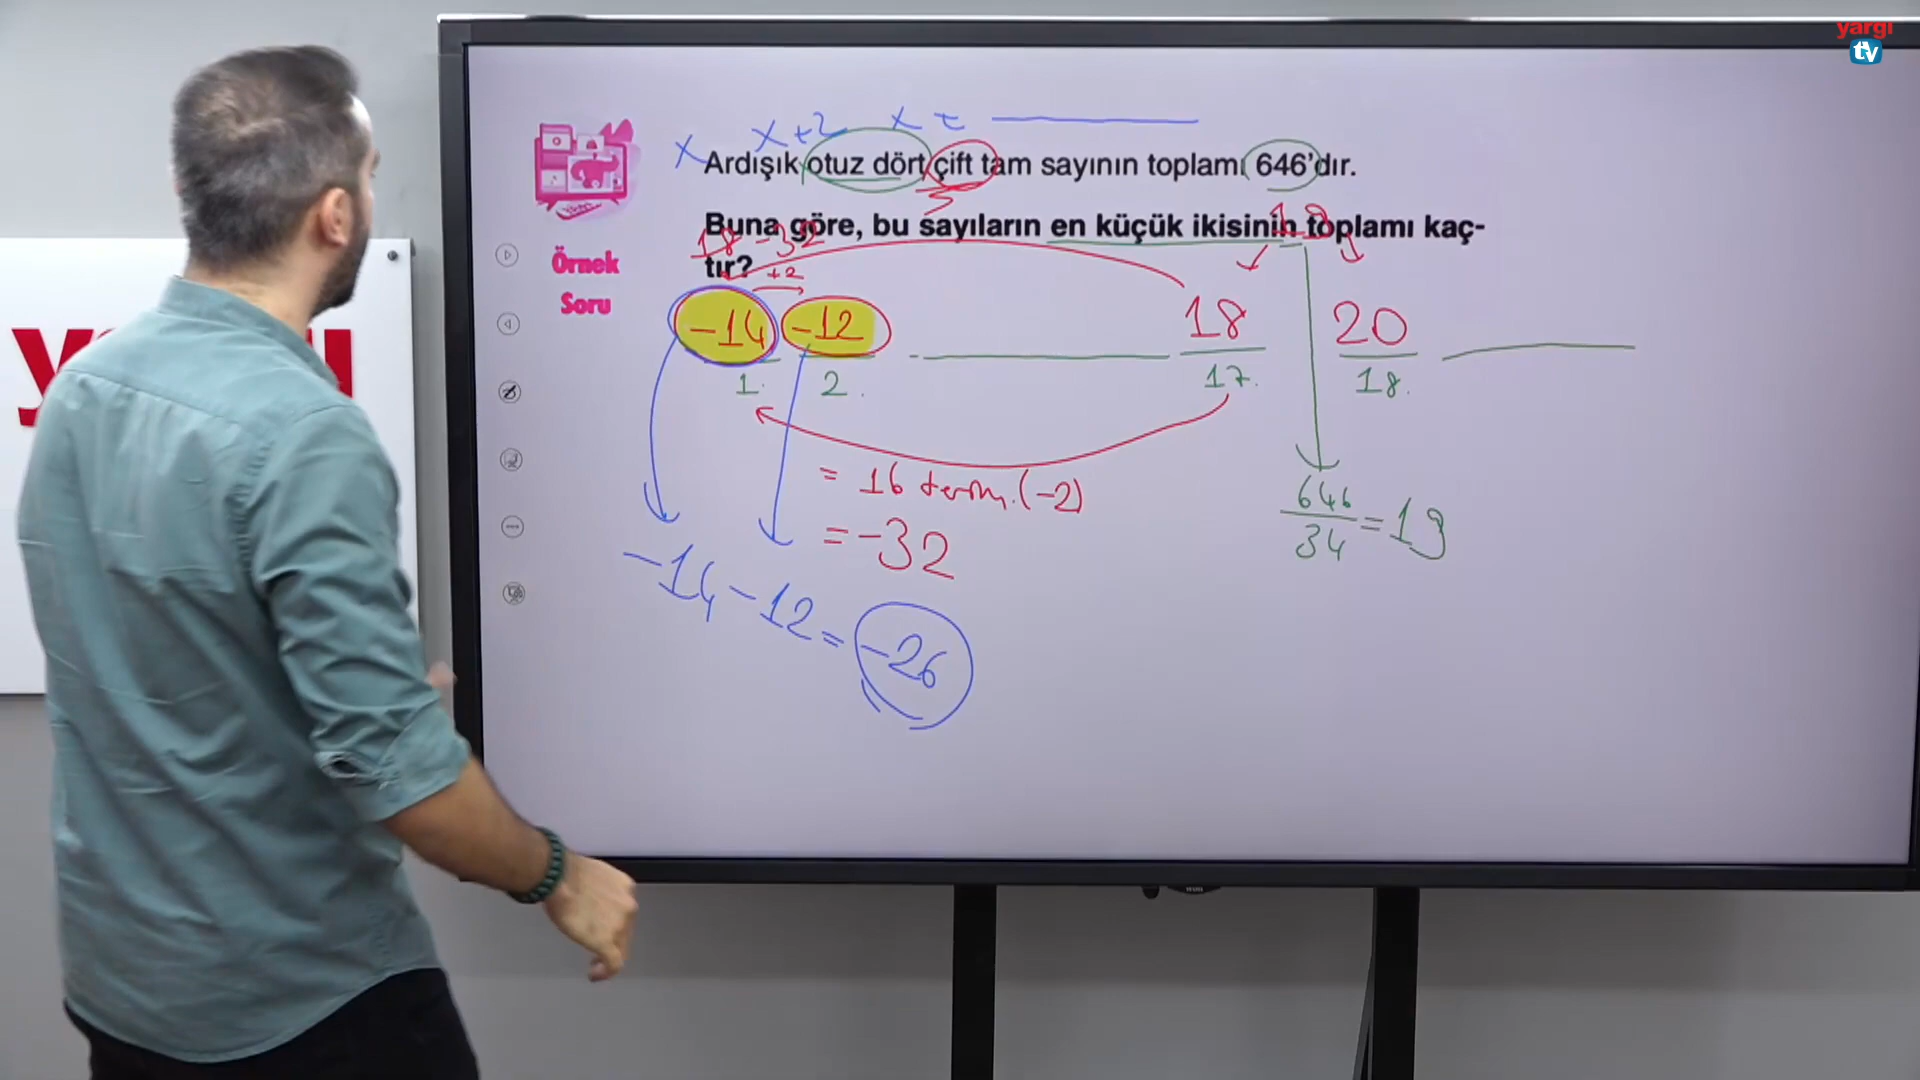 yargı
tv
x x+2 x+
Ardışık otuz dört çift tam sayının toplamı 646'dır.
Buna göre, bu sayıların en küçük ikisinin toplamı kaç-
tır?
Örnek
Soru
18-32
19
+2
-14 -12 18 20
1. 2. 17. 18.
= 16 terim.(-2)
= -32
646
34
=19
-14-12=-26